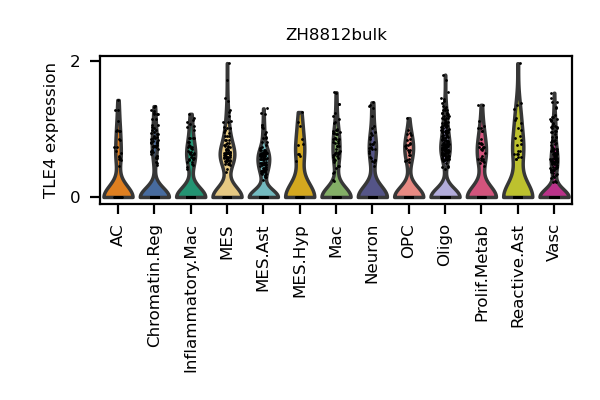 ZH8812bulk
TLE4 expression
2
0
AC
Chromatin.Reg
Inflammatory.Mac
MES
MES.Ast
MES.Hyp
Mac
Neuron
OPC
Oligo
Prolif.Metab
Reactive.Ast
Vasc